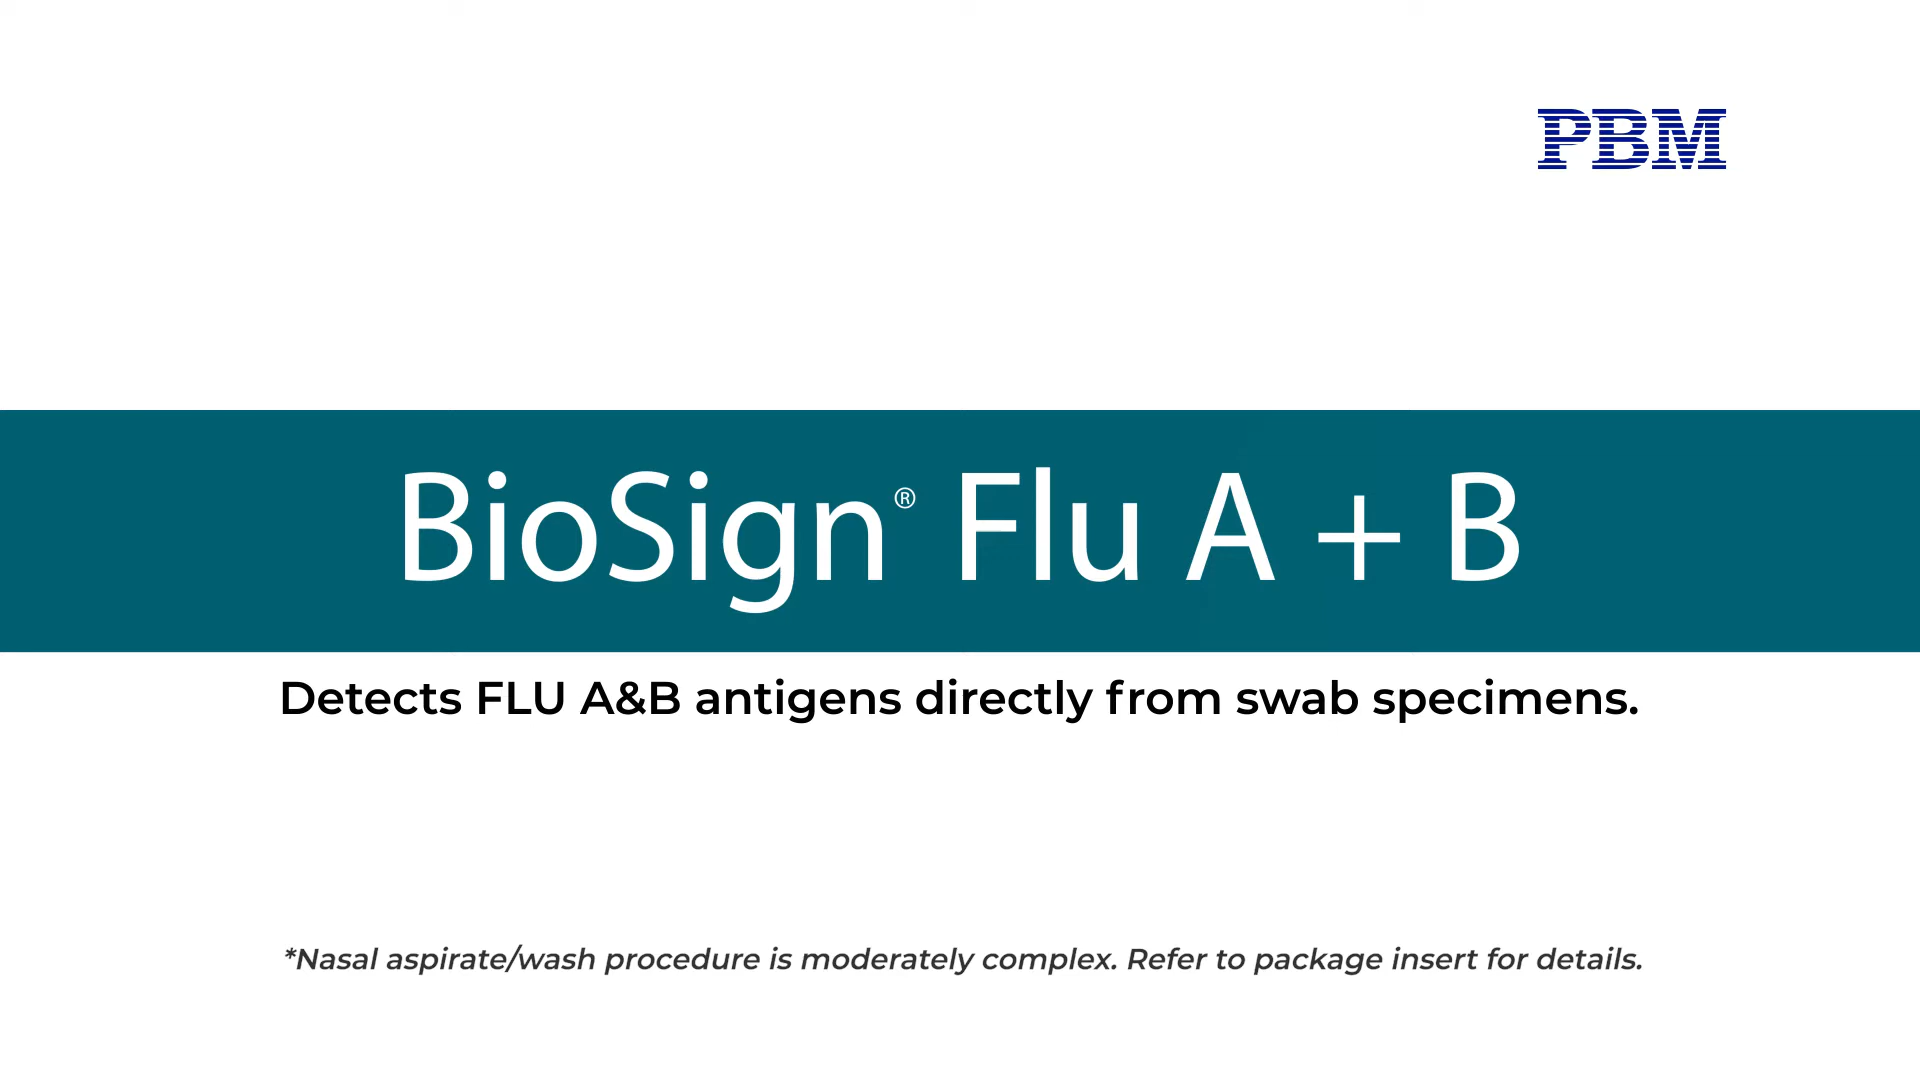 PBM
BioSign® Flu A + B
Detects FLU A&B antigens directly from swab specimens.
*Nasal aspirate/wash procedure is moderately complex. Refer to package insert for details.